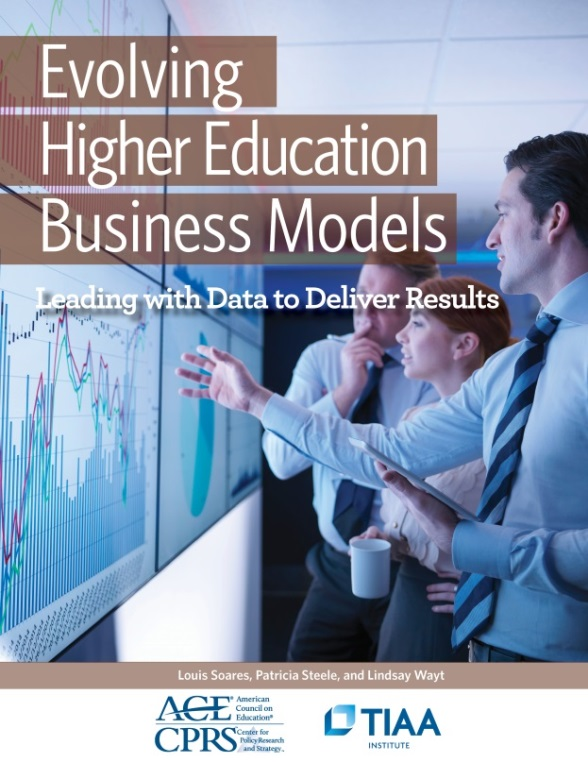 Evolving
Higher Education
Business Models
Leading with Data to Deliver Results
Louis Soares, Patricia Steele, and Lindsay Wayt
ACE® American
Council on
Education®
CPRS Center for
Policy Research
and Strategy™
TIAA
INSTITUTE